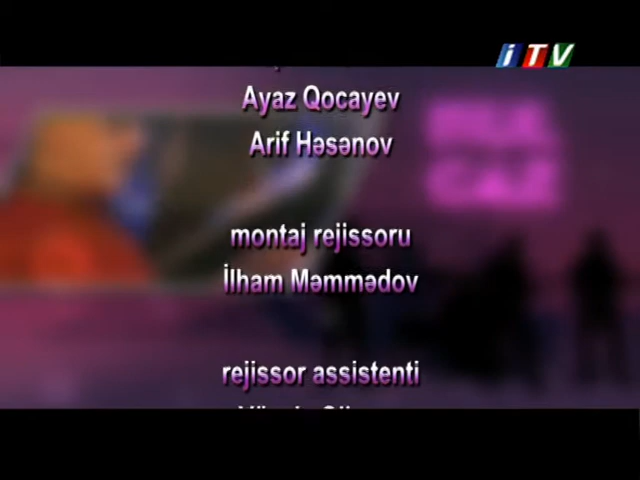 iTV
Ayaz Qocayev
Arif Həsənov
montaj rejissoru
İlham Məmmədov
rejissor assistenti